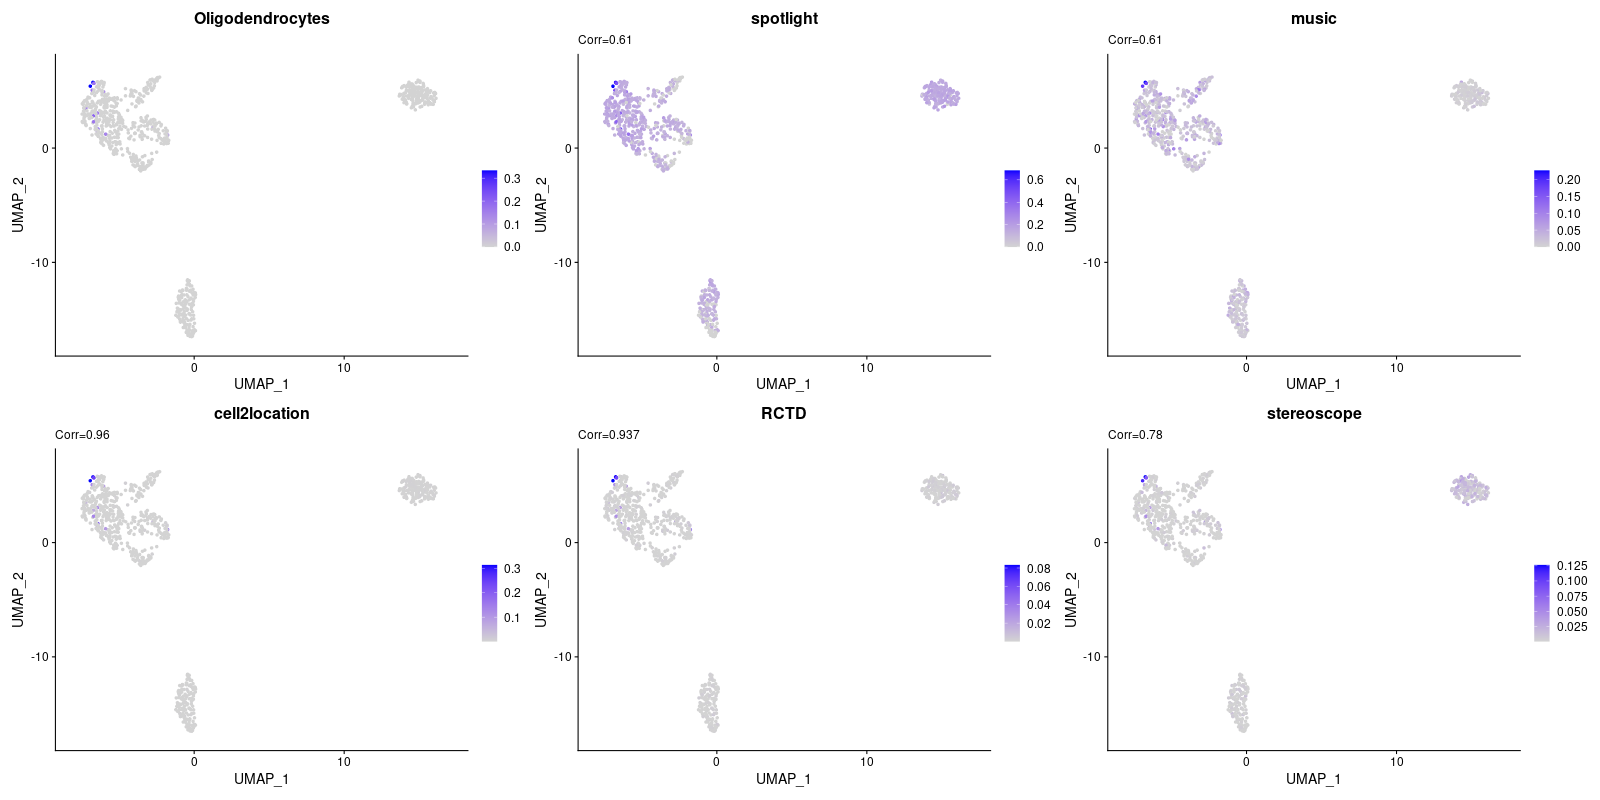 Oligodendrocytes
0
-10
0
10
UMAP_1
UMAP_2
0.3
0.2
0.1
0.0
spotlight
Corr=0.61
0
-10
0
10
UMAP_1
UMAP_2
0.6
0.4
0.2
0.0
music
Corr=0.61
0
-10
0
10
UMAP_1
UMAP_2
0.20
0.15
0.10
0.05
0.00
cell2location
Corr=0.96
0
-10
0
10
UMAP_1
UMAP_2
0.3
0.2
0.1
RCTD
Corr=0.937
0
-10
0
10
UMAP_1
UMAP_2
0.08
0.06
0.04
0.02
stereoscope
Corr=0.78
0
-10
0
10
UMAP_1
UMAP_2
0.125
0.100
0.075
0.050
0.025